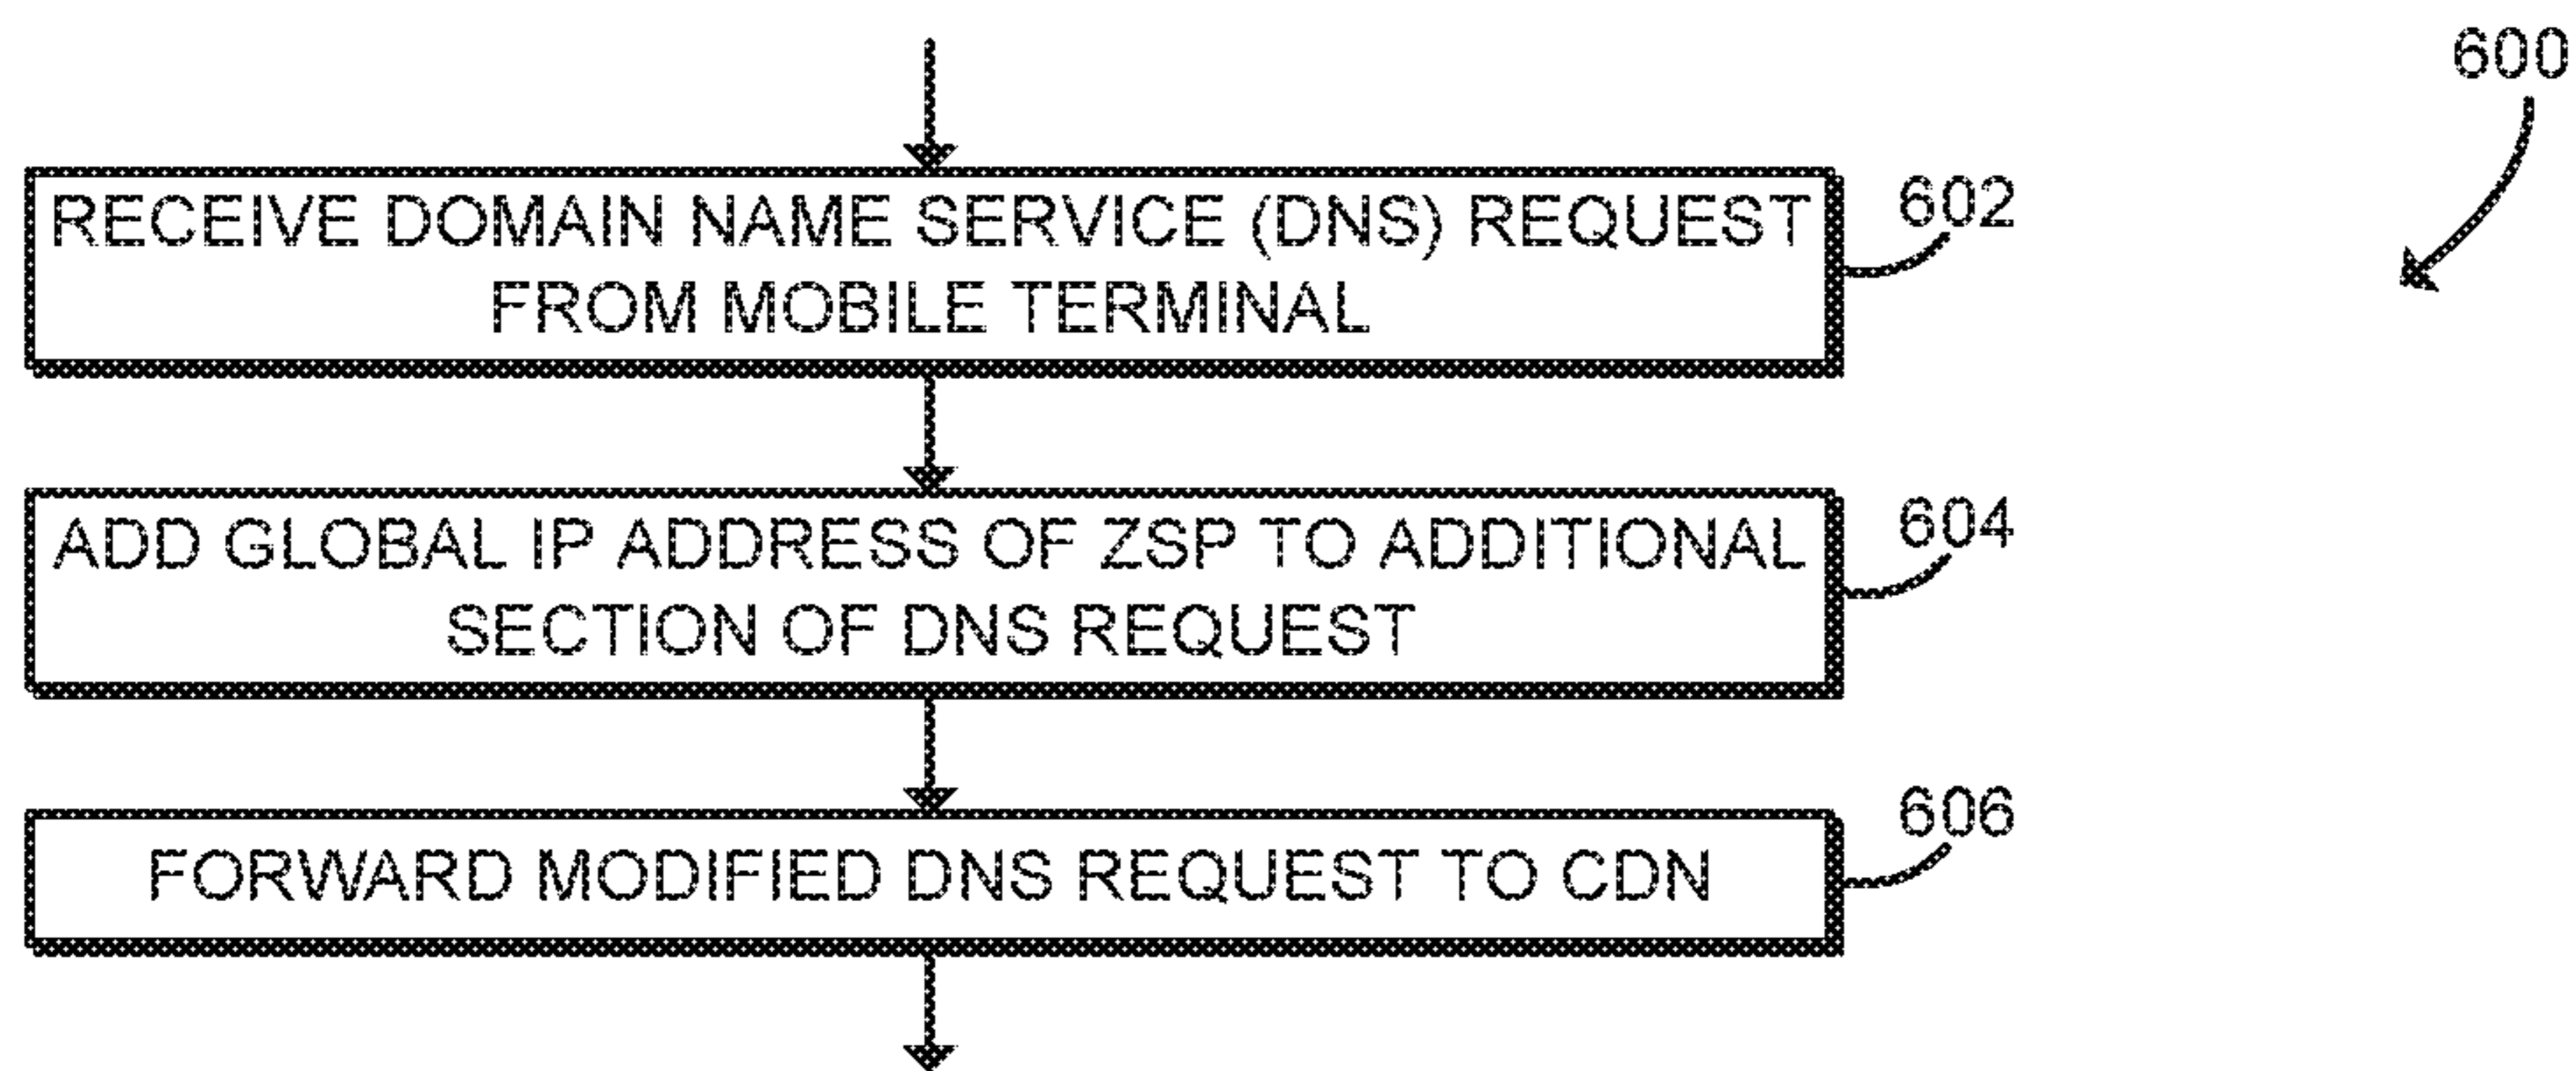 600
RECEIVE DOMAIN NAME SERVICE (DNS) REQUEST
FROM MOBILE TERMINAL
602
ADD GLOBAL IP ADDRESS OF ZSP TO ADDITIONAL
SECTION OF DNS REQUEST
604
FORWARD MODIFIED DNS REQUEST TO CDN
606